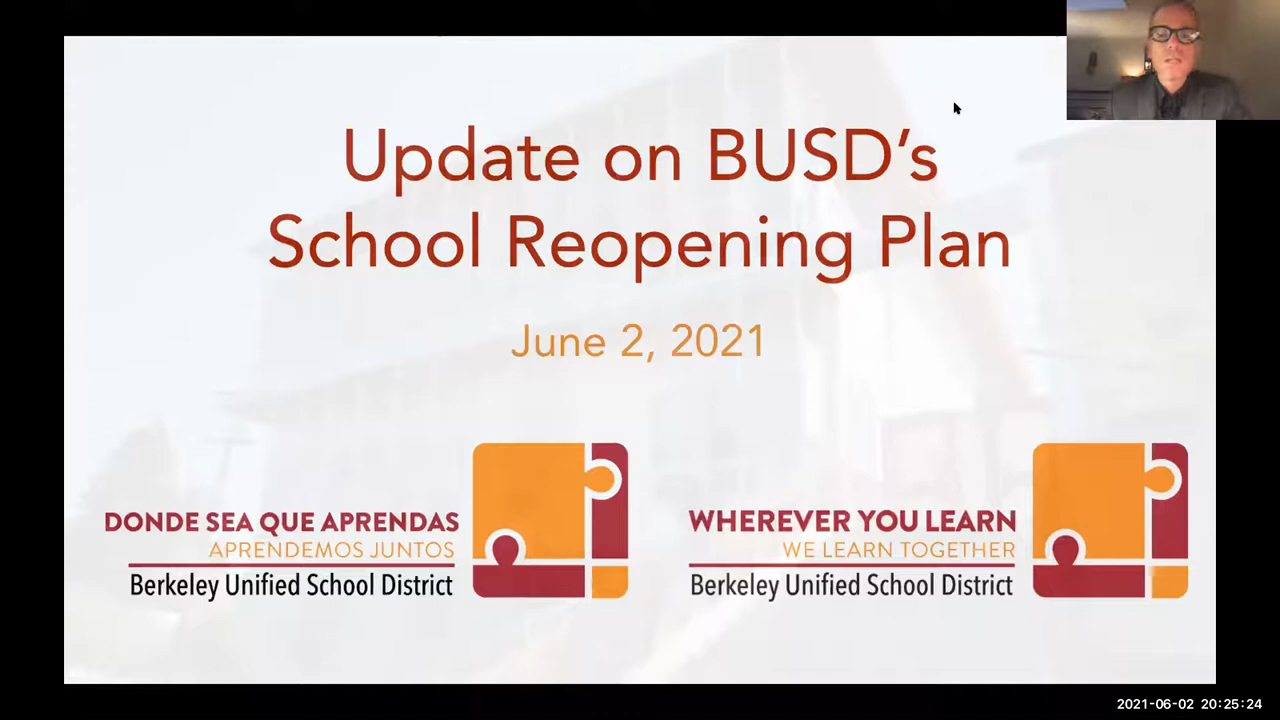 Update on BUSD’s
School Reopening Plan
June 2, 2021
DONDE SEA QUE APRENDAS
APRENDEMOS JUNTOS
Berkeley Unified School District
WHEREVER YOU LEARN
WE LEARN TOGETHER
Berkeley Unified School District
2021-06-02 20:25:24